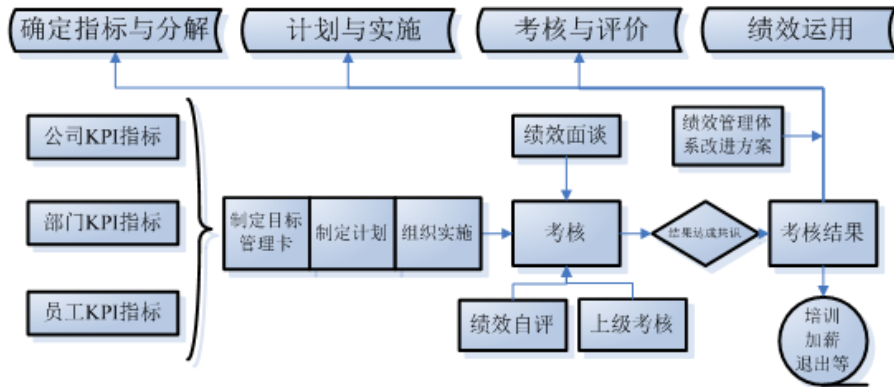 确定指标与分解
计划与实施
考核与评价
绩效运用
公司KPI指标
部门KPI指标
员工KPI指标
制定目标
管理卡
制定计划
组织实施
绩效面谈
考核
绩效自评
上级考核
结果达成共识
绩效管理体
系改进方案
考核结果
培训
加薪
退出等